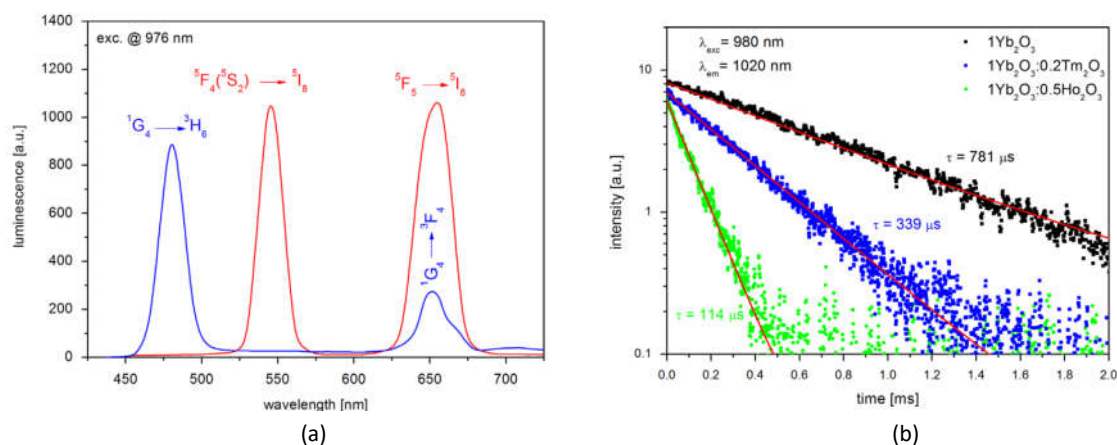 exc. @ 976 nm
⁵F₄(⁵S₂) → ⁵I₈
⁵F₅ → ⁵I₈
¹G₄ → ³H₆
¹G₄ → ³F₄
luminescence [a.u.]
1400
1200
1000
800
600
400
200
0
450
500
550
600
650
700
wavelength [nm]
(a)
λexc= 980 nm
λem= 1020 nm
1Yb₂O₃
1Yb₂O₃:0.2Tm₂O₃
1Yb₂O₃:0.5Ho₂O₃
τ = 781 μs
τ = 339 μs
τ = 114 μs
intensity [a.u.]
10
1
0.1
0.0
0.2
0.4
0.6
0.8
1.0
1.2
1.4
1.6
1.8
2.0
time [ms]
(b)